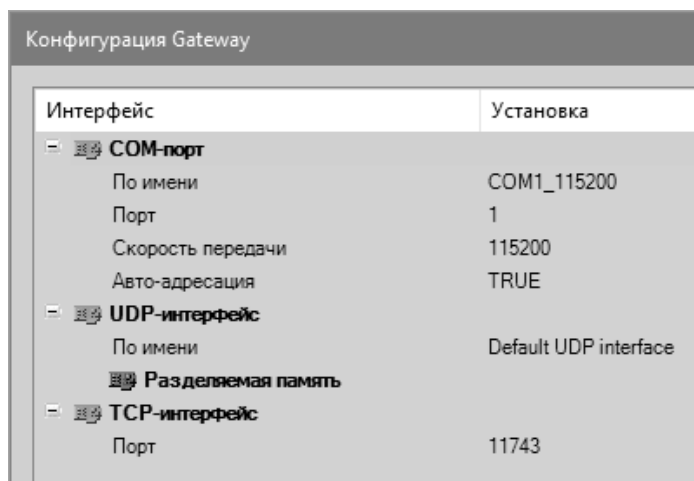 Конфигурация Gateway
Интерфейс Установка
COM-порт
По имени COM1_115200
Порт 1
Скорость передачи 115200
Авто-адресация TRUE
UDP-интерфейс
По имени Default UDP interface
Разделяемая память
TCP-интерфейс
Порт 11743